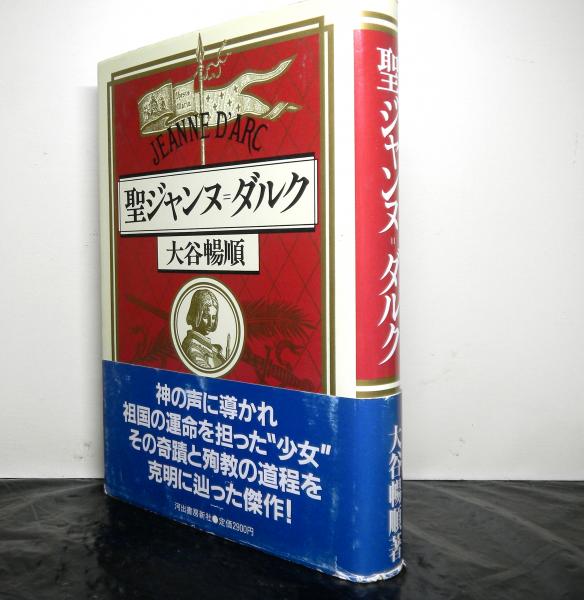 JEANNE D'ARC
聖ジャンヌ=ダルク
大谷暢順
神の声に導かれ
祖国の運命を担った"少女"
その奇蹟と殉教の道程を
克明に辿った傑作!
河出書房新社●定価2900円
聖ジャンヌ=ダルク
大谷暢順著